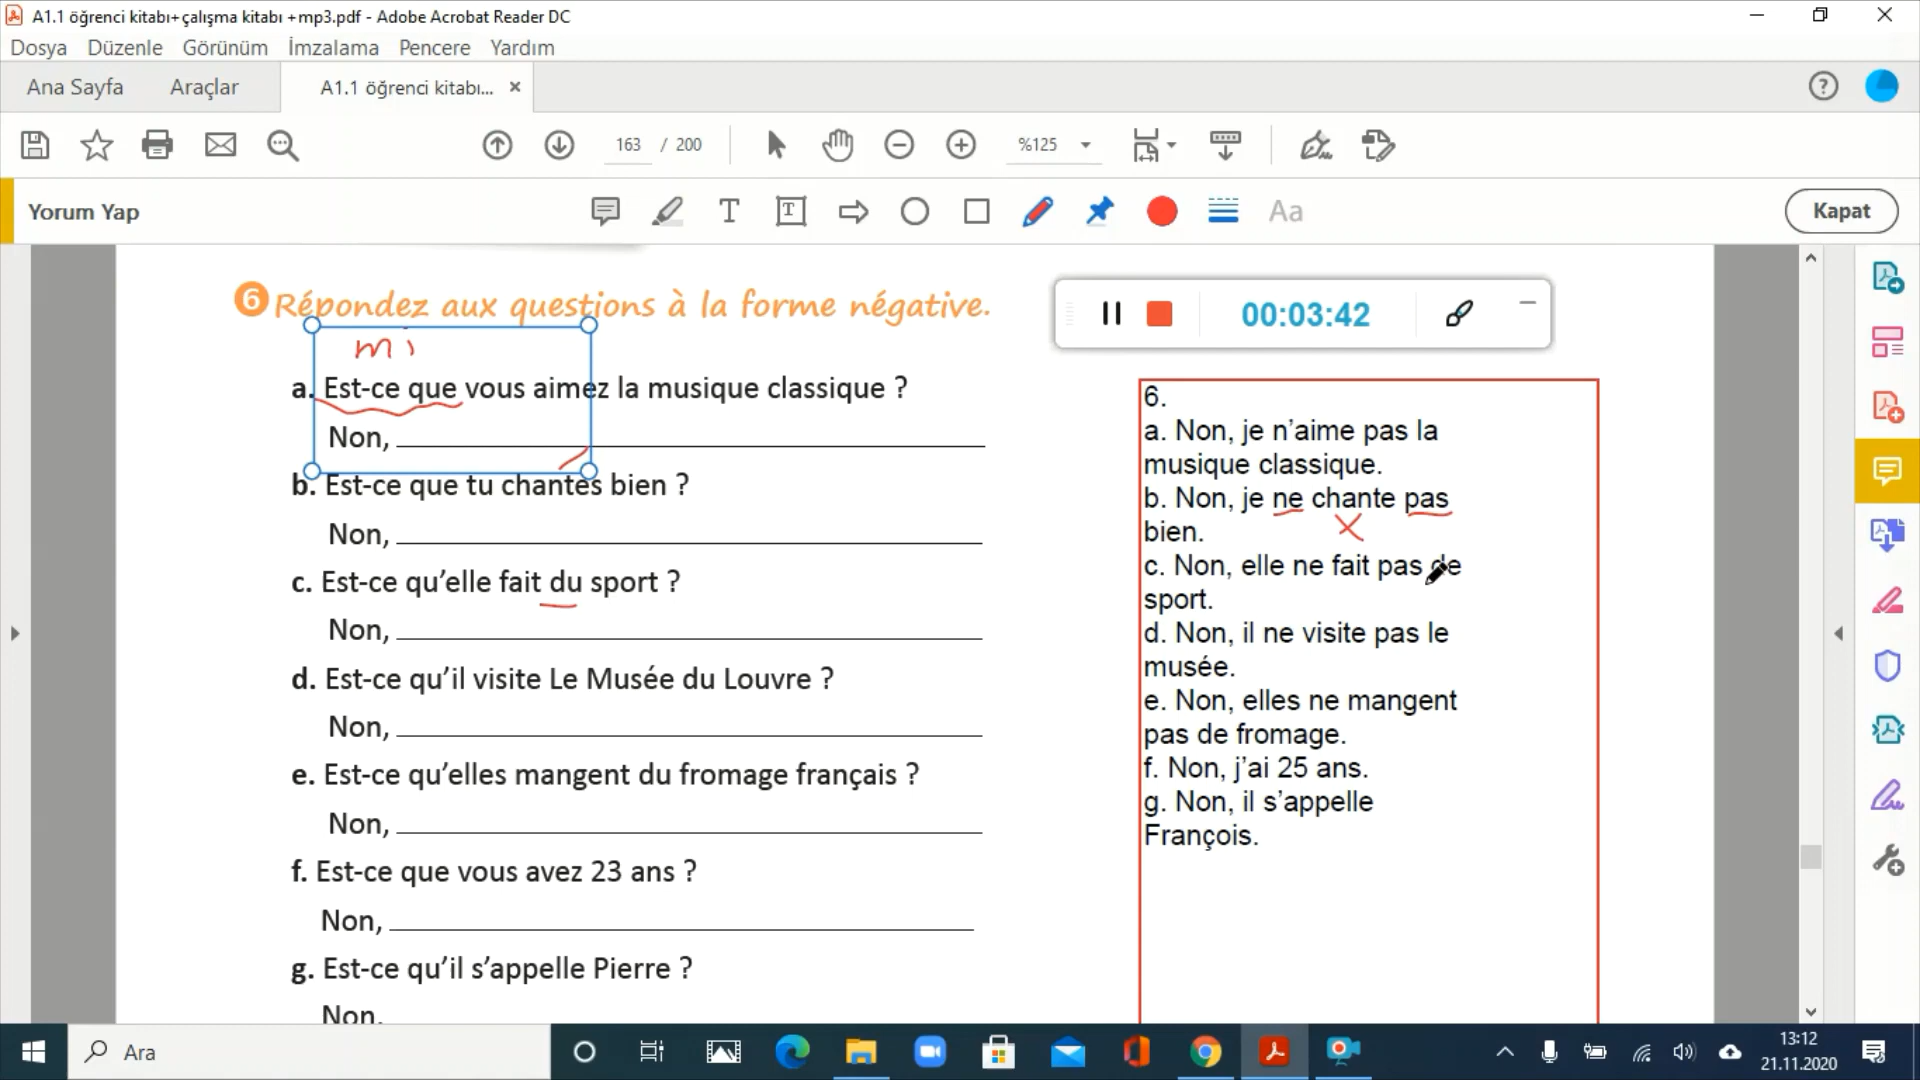 A1.1 öğrenci kitabı+çalışma kitabı +mp3.pdf - Adobe Acrobat Reader DC
Dosya Düzenle Görünüm İmzalama Pencere Yardım
Ana Sayfa Araçlar A1.1 öğrenci kitabı...
163 / 200 %125
Yorum Yap Aa Kapat
6 Répondez aux questions à la forme négative.
00:03:42
mi
a. Est-ce que vous aimez la musique classique ?
Non,
b. Est-ce que tu chantes bien ?
Non,
c. Est-ce qu'elle fait du sport ?
Non,
d. Est-ce qu'il visite Le Musée du Louvre ?
Non,
e. Est-ce qu'elles mangent du fromage français ?
Non,
f. Est-ce que vous avez 23 ans ?
Non,
g. Est-ce qu'il s'appelle Pierre ?
Non,
6.
a. Non, je n'aime pas la
musique classique.
b. Non, je ne chante pas
bien.
c. Non, elle ne fait pas de
sport.
d. Non, il ne visite pas le
musée.
e. Non, elles ne mangent
pas de fromage.
f. Non, j'ai 25 ans.
g. Non, il s'appelle
François.
Ara
13:12
21.11.2020